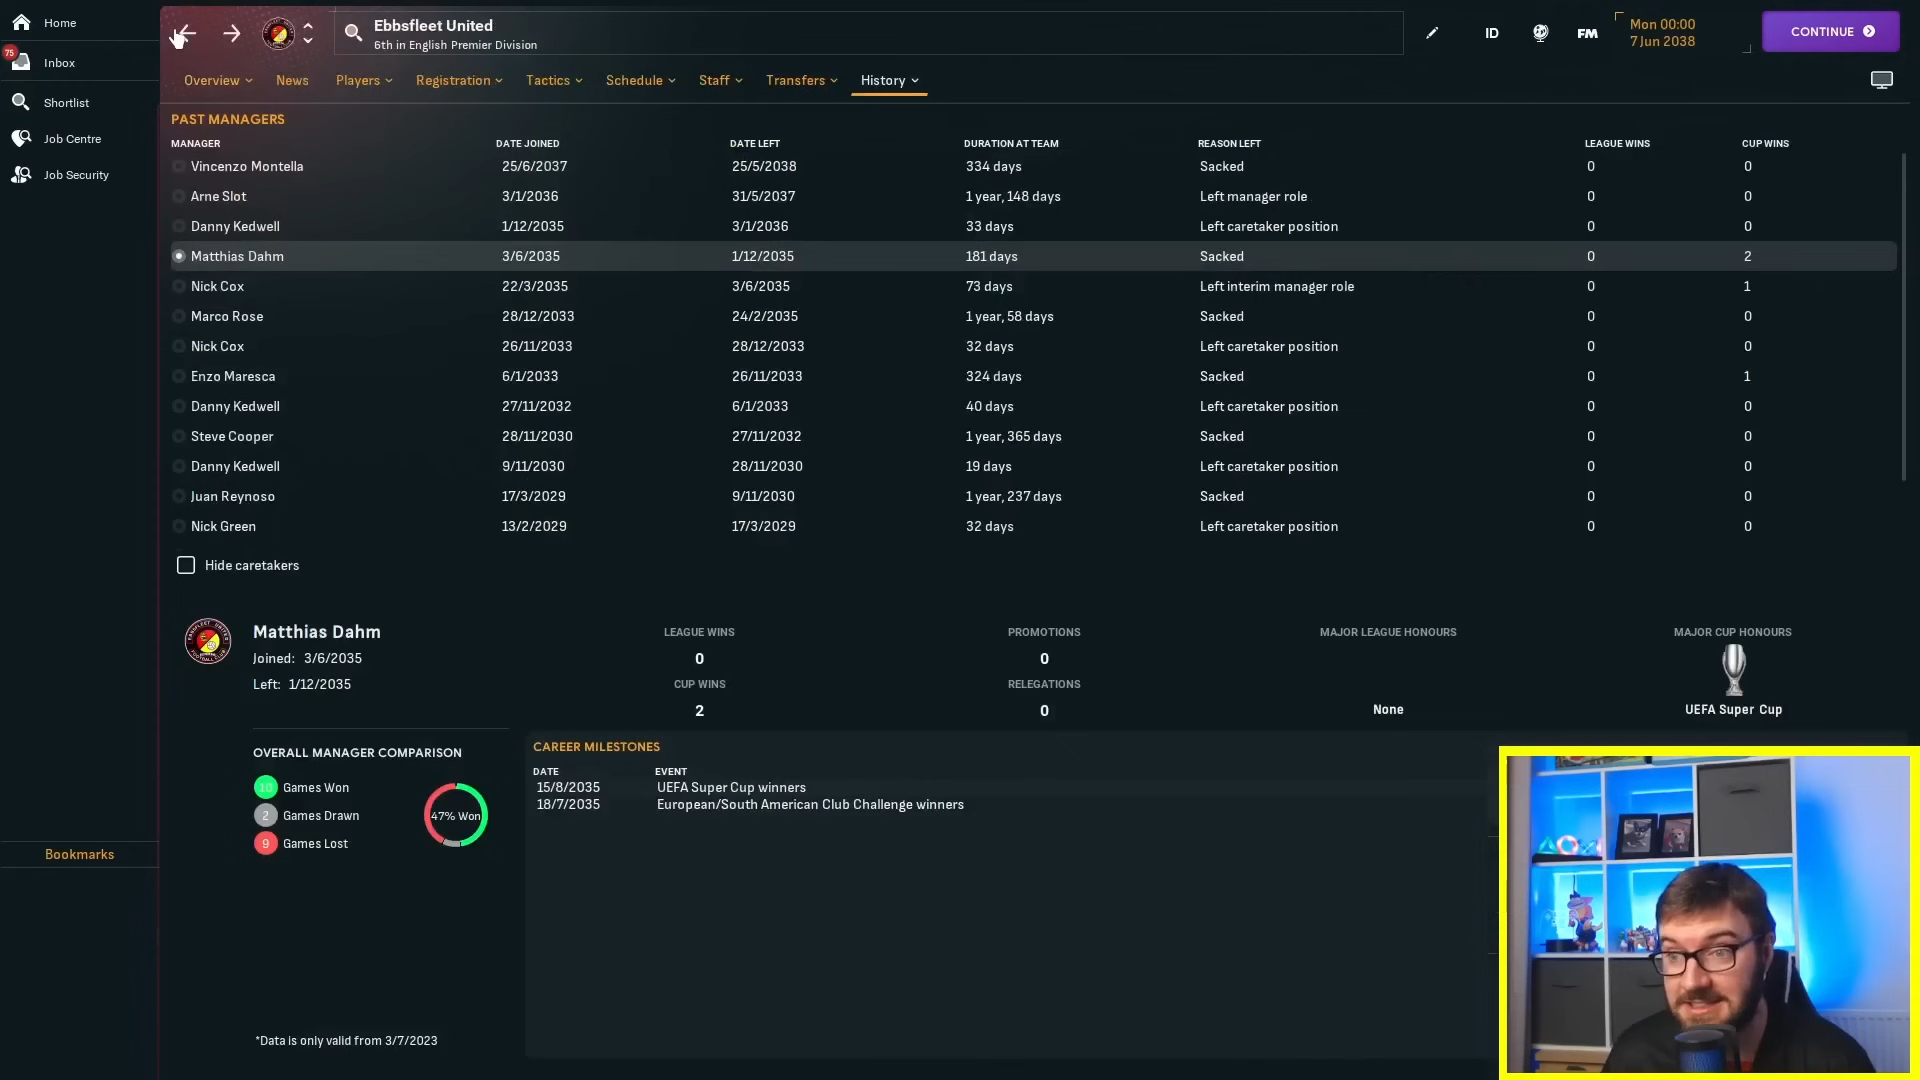 Home
Ebbsfleet United
6th in English Premier Division
ID
FM
Mon 00:00
7 Jun 2038
CONTINUE
75
Inbox
Shortlist
Job Centre
Job Security
Bookmarks
Overview News Players Registration Tactics Schedule Staff Transfers History
PAST MANAGERS
MANAGER DATE JOINED DATE LEFT DURATION AT TEAM REASON LEFT LEAGUE WINS CUP WINS
Vincenzo Montella 25/6/2037 25/5/2038 334 days Sacked 0 0
Arne Slot 3/1/2036 31/5/2037 1 year, 148 days Left manager role 0 0
Danny Kedwell 1/12/2035 3/1/2036 33 days Left caretaker position 0 0
Matthias Dahm 3/6/2035 1/12/2035 181 days Sacked 0 2
Nick Cox 22/3/2035 3/6/2035 73 days Left interim manager role 0 1
Marco Rose 28/12/2033 24/2/2035 1 year, 58 days Sacked 0 0
Nick Cox 26/11/2033 28/12/2033 32 days Left caretaker position 0 0
Enzo Maresca 6/1/2033 26/11/2033 324 days Sacked 0 1
Danny Kedwell 27/11/2032 6/1/2033 40 days Left caretaker position 0 0
Steve Cooper 28/11/2030 27/11/2032 1 year, 365 days Sacked 0 0
Danny Kedwell 9/11/2030 28/11/2030 19 days Left caretaker position 0 0
Juan Reynoso 17/3/2029 9/11/2030 1 year, 237 days Sacked 0 0
Nick Green 13/2/2029 17/3/2029 32 days Left caretaker position 0 0
Hide caretakers
Matthias Dahm
Joined: 3/6/2035
Left: 1/12/2035
LEAGUE WINS
0
CUP WINS
2
PROMOTIONS
0
RELEGATIONS
0
MAJOR LEAGUE HONOURS
None
MAJOR CUP HONOURS
UEFA Super Cup
OVERALL MANAGER COMPARISON
10 Games Won
2 Games Drawn
9 Games Lost
47% Won
CAREER MILESTONES
DATE EVENT
15/8/2035 UEFA Super Cup winners
18/7/2035 European/South American Club Challenge winners
*Data is only valid from 3/7/2023